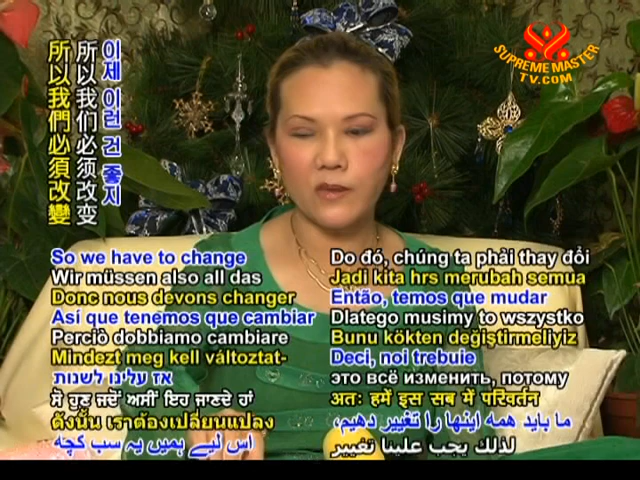 SUPREME MASTER
TV.COM
所以我們必須改變
所以我们必须改变
이제 이런 건 좋지
So we have to change
Wir müssen also all das
Donc nous devons changer
Así que tenemos que cambiar
Perciò dobbiamo cambiare
Mindezt meg kell változtat-
אז עלינו לשנות
ਸੋ ਹੁਣ ਜਦੋਂ ਅਸੀਂ ਇਹ ਜਾਣਦੇ ਹਾਂ
ดังนั้น เราต้องเปลี่ยนแปลง
اس لیے ہمیں یہ سب کچھ
Do đó, chúng ta phải thay đổi
Jadi kita hrs merubah semua
Então, temos que mudar
Dlatego musimy to wszystko
Bunu kökten değiştirmeliyiz
Deci, noi trebuie
это всё изменить, потому
अतः हमें इस सब में परिवर्तन
ما باید همه اینها را تغییر دهیم،
لذلك يجب علينا تغيير